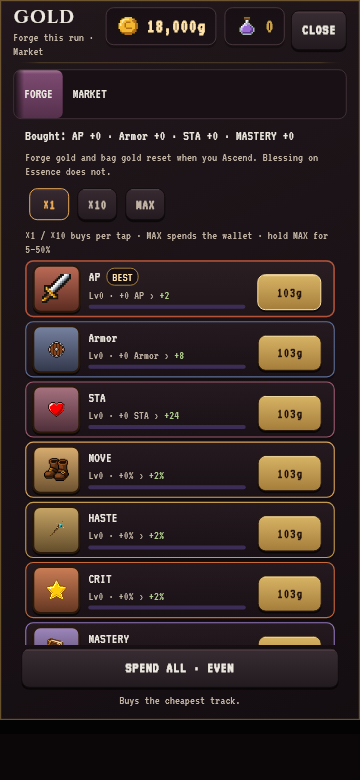 GOLD
Forge this run ·
Market
18,000g
0
CLOSE
FORGE
MARKET
Bought: AP +0 · Armor +0 · STA +0 · MASTERY +0
Forge gold and bag gold reset when you Ascend. Blessing on
Essence does not.
X1
X10
MAX
X1 / X10 buys per tap · MAX spends the wallet · hold MAX for
5–50%
AP BEST
Lv0 · +0 AP › +2
103g
Armor
Lv0 · +0 Armor › +8
103g
STA
Lv0 · +0 STA › +24
103g
MOVE
Lv0 · +0% › +2%
103g
HASTE
Lv0 · +0% › +2%
103g
CRIT
Lv0 · +0% › +2%
103g
MASTERY
SPEND ALL · EVEN
Buys the cheapest track.